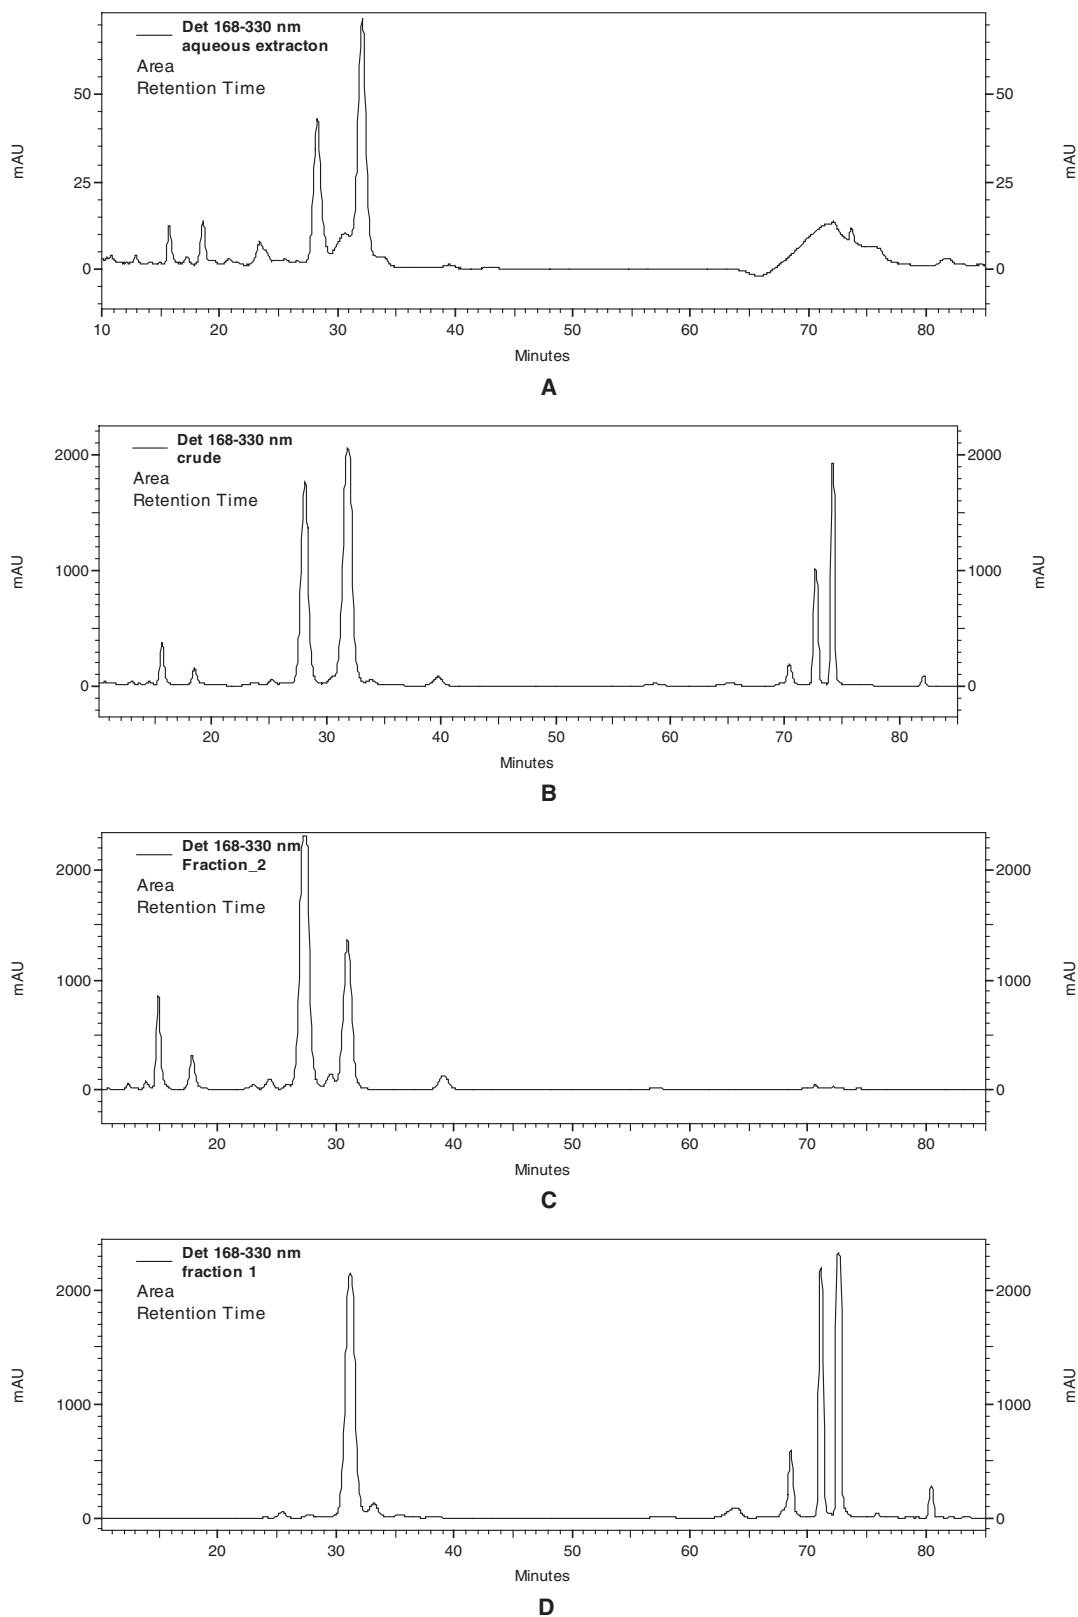 Det 168-330 nm
aqueous extracton
Area
Retention Time
mAU
50
25
0
50
25
0
mAU
10 20 30 40 50 60 70 80
Minutes
A
Det 168-330 nm
crude
Area
Retention Time
mAU
2000
1000
0
2000
1000
0
mAU
20 30 40 50 60 70 80
Minutes
B
Det 168-330 nm
Fraction_2
Area
Retention Time
mAU
2000
1000
0
2000
1000
0
mAU
20 30 40 50 60 70 80
Minutes
C
Det 168-330 nm
fraction 1
Area
Retention Time
mAU
2000
1000
0
2000
1000
0
mAU
20 30 40 50 60 70 80
Minutes
D